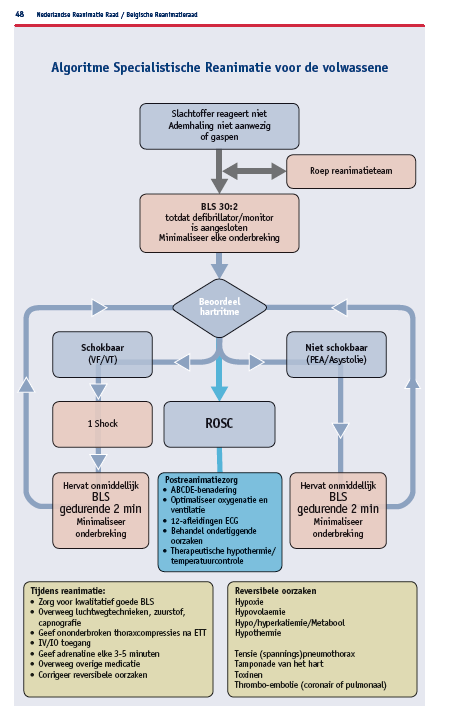 48 Nederlandse Reanimatie Raad / Belgische Reanimatieraad
Algoritme Specialistische Reanimatie voor de volwassene
Slachtoffer reageert niet
Ademhaling niet aanwezig
of gaspen
Roep reanimatieteam
BLS 30:2
totdat defibrillator/monitor
is aangesloten
Minimaliseer elke onderbreking
Beoordeel
hartritme
Schokbaar
(VF/VT)
Niet schokbaar
(PEA/Asystolie)
1 Shock
ROSC
Hervat onmiddellijk
BLS
gedurende 2 min
Minimaliseer
onderbreking
Postreanimatiezorg
• ABCDE-benadering
• Optimaliseer oxygenatie en
ventilatie
• 12-afleidingen ECG
• Behandel onderliggende
oorzaken
• Therapeutische hypothermie/
temperatuurcontrole
Hervat onmiddellijk
BLS
gedurende 2 min
Minimaliseer
onderbreking
Tijdens reanimatie:
• Zorg voor kwalitatief goede BLS
• Overweeg luchtwegtechnieken, zuurstof,
capnografie
• Geef ononderbroken thoraxcompressies na ETT
• IV/IO toegang
• Geef adrenaline elke 3-5 minuten
• Overweeg overige medicatie
• Corrigeer reversibele oorzaken
Reversibele oorzaken
Hypoxie
Hypovolaemie
Hypo/hyperkaliemie/Metabool
Hypothermie
Tensie (spannings)pneumothorax
Tamponade van het hart
Toxinen
Thrombo-embolie (coronair of pulmonaal)